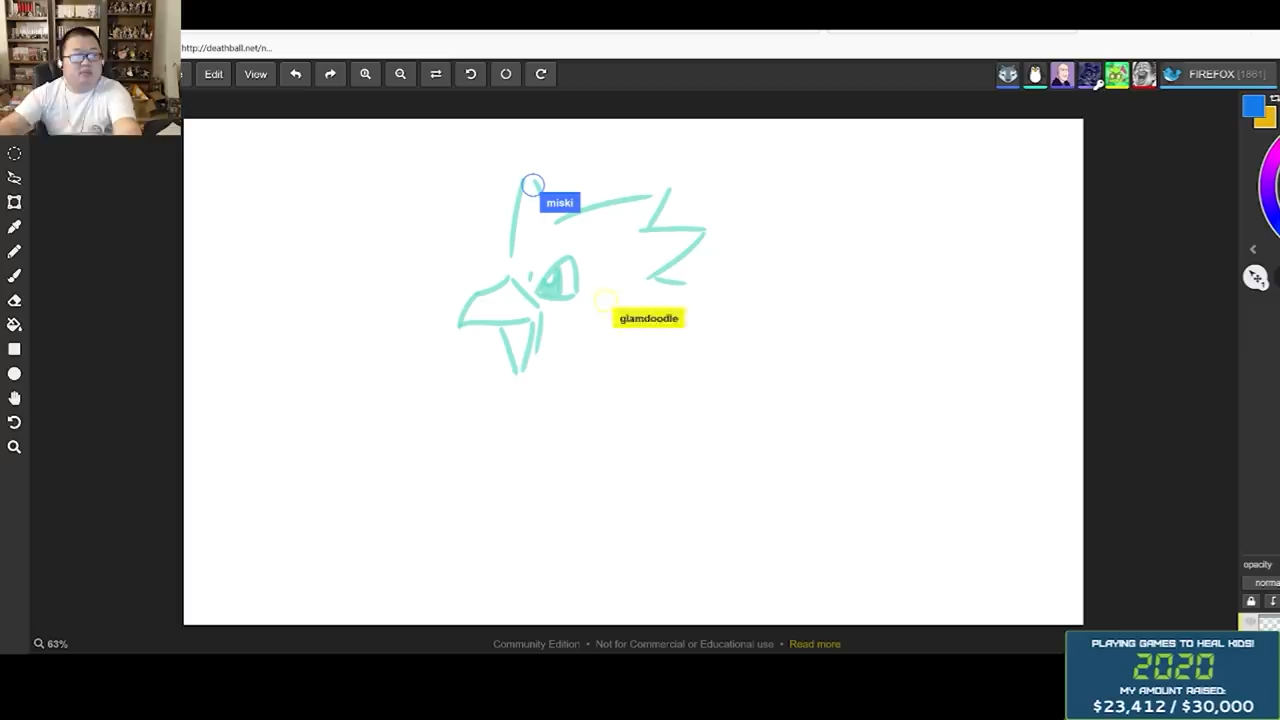 http://deathball.net/n...
Edit View
FIREFOX [1861]
miski
glamdoodle
opacity
norma
63%
Community Edition • Not for Commercial or Educational use • Read more
PLAYING GAMES TO HEAL KIDS!
2020
MY AMOUNT RAISED:
$23,412 / $30,000